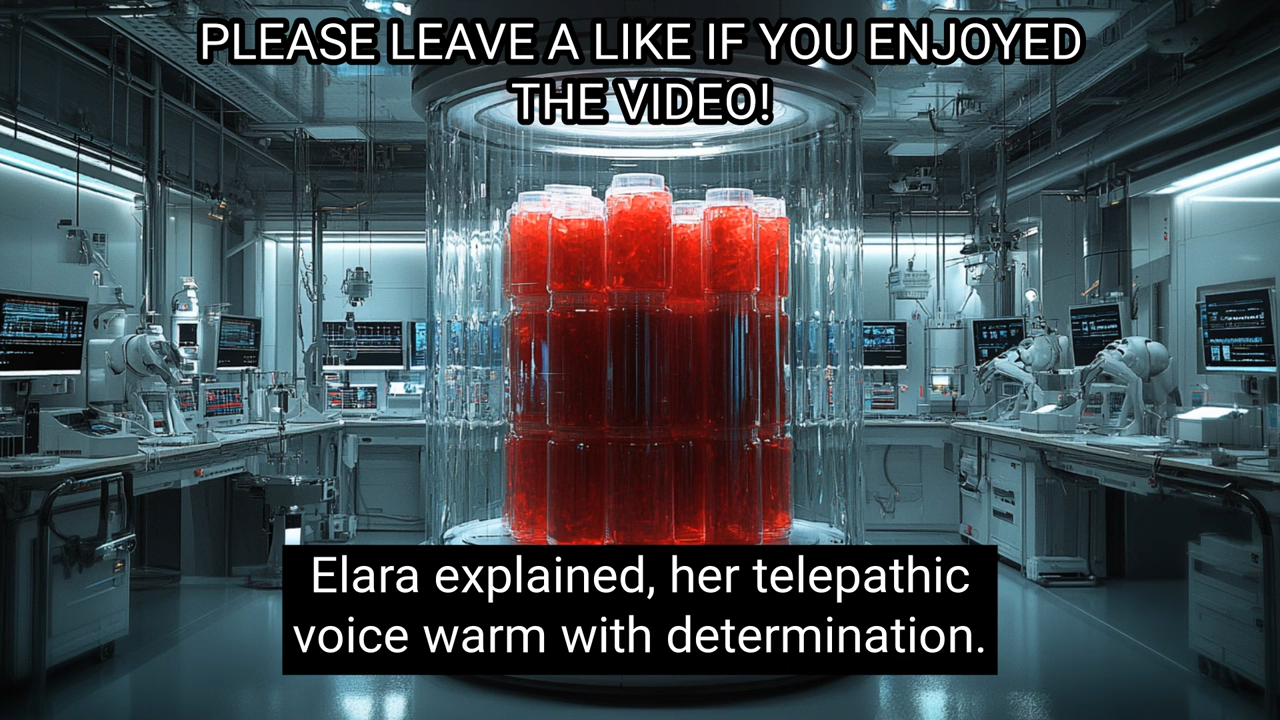 PLEASE LEAVE A LIKE IF YOU ENJOYED
THE VIDEO!
Elara explained, her telepathic
voice warm with determination.